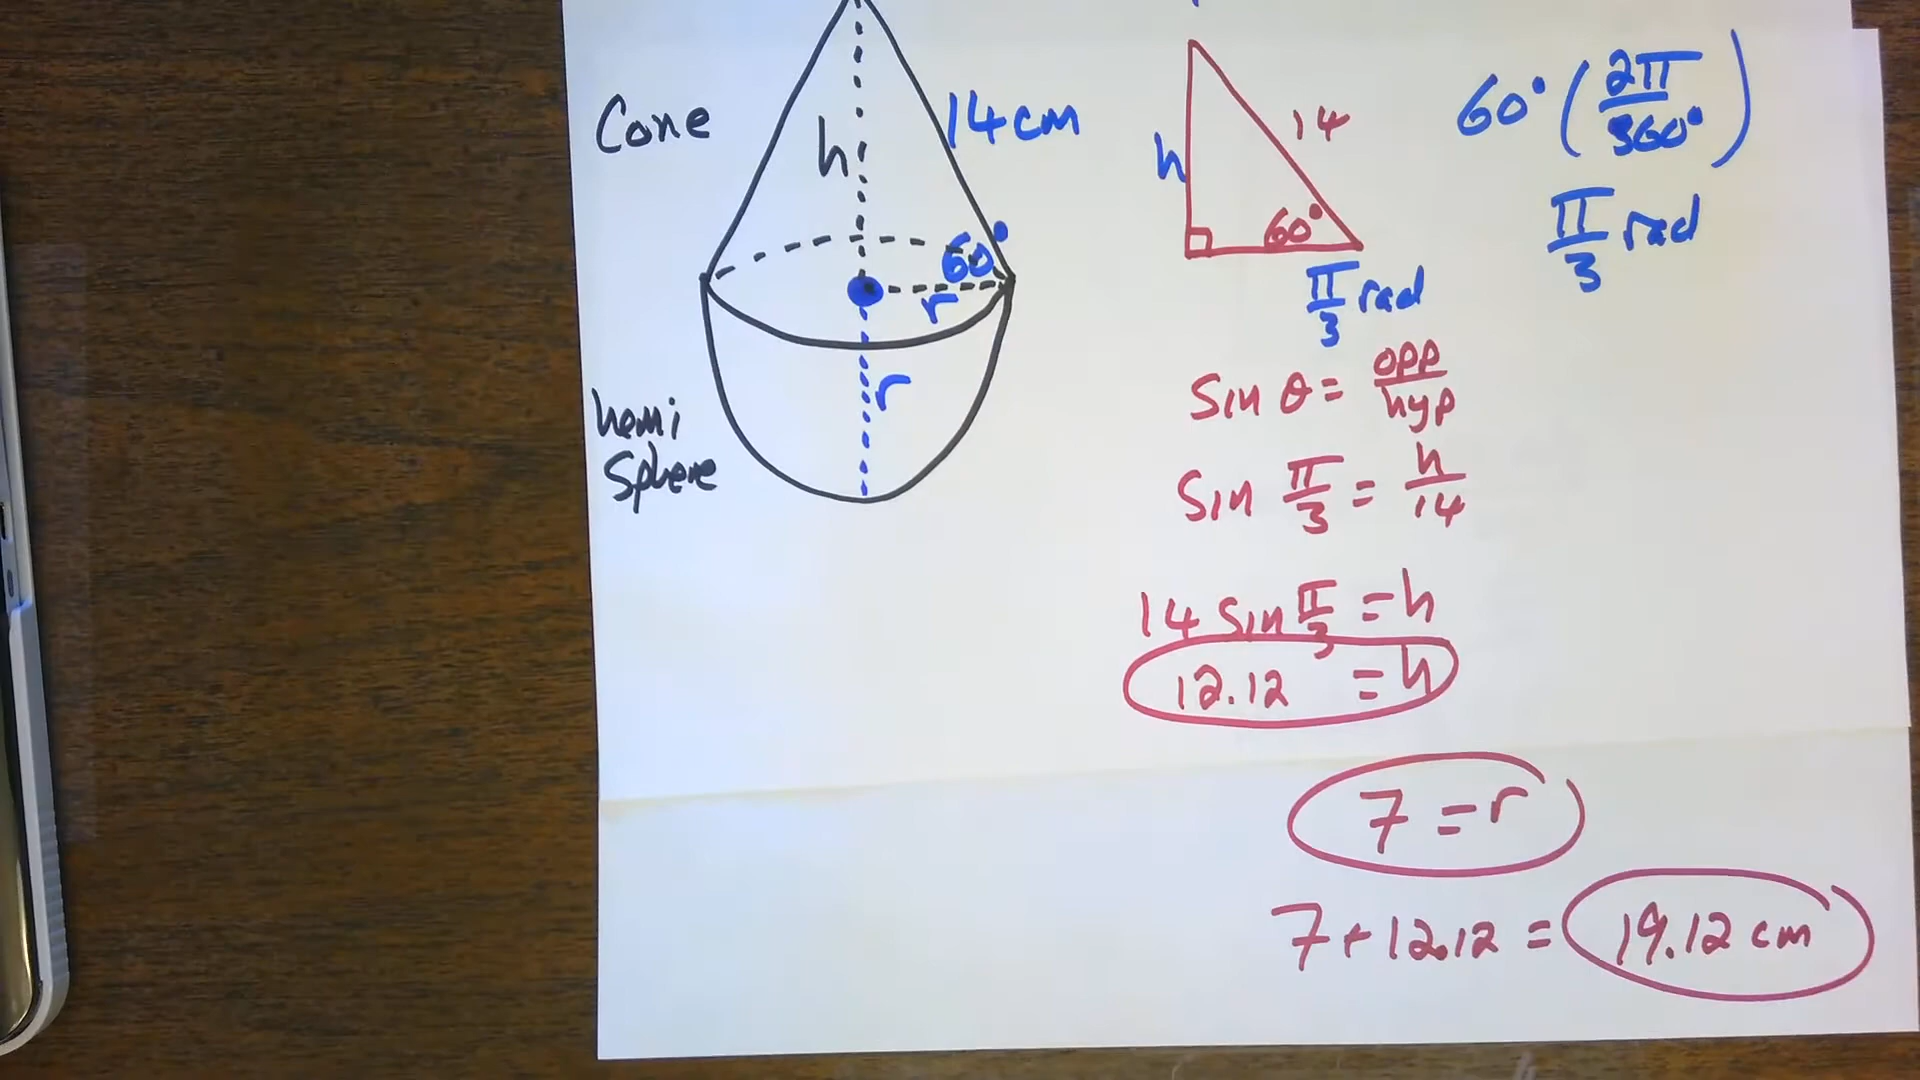 Cone
h
14cm
60°
r
r
hemi
sphere
h
14
60°
π/3 rad
60° (2π/360°)
π/3 rad
Sin θ = opp/hyp
Sin π/3 = h/14
14 Sin π/3 = h
12.12 = h
7 = r
7 + 12.12 = 19.12 cm